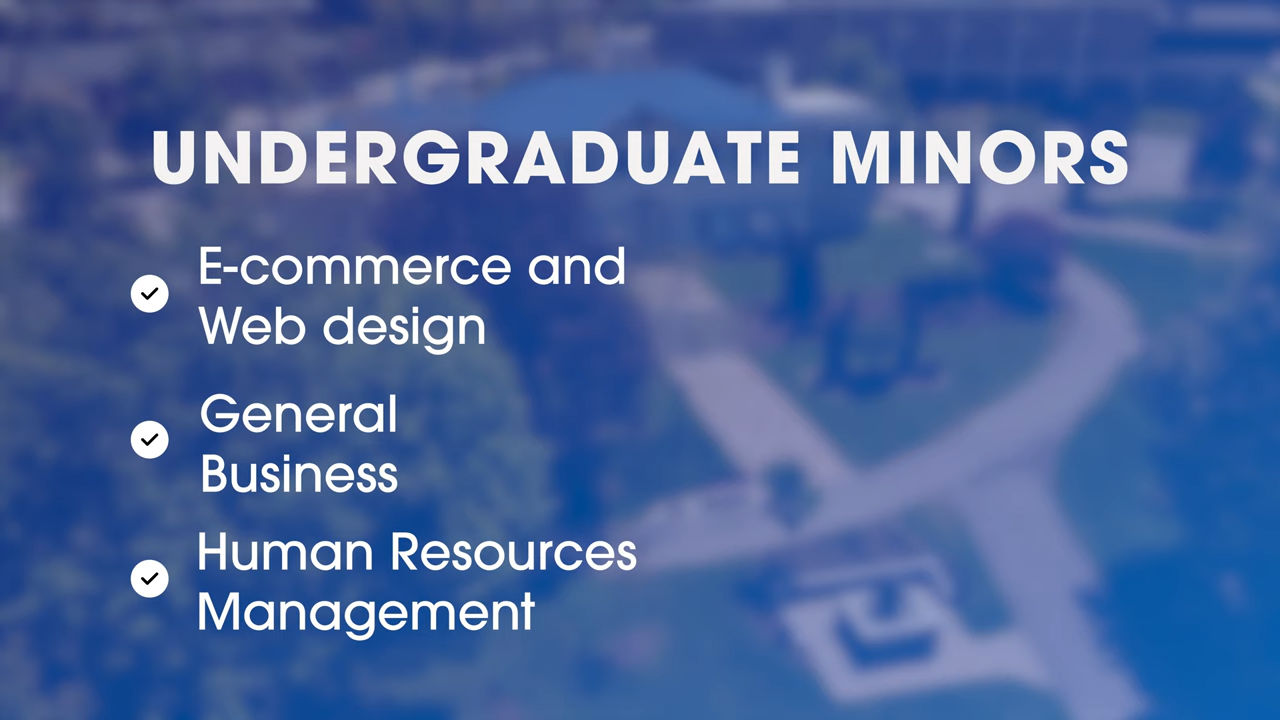 UNDERGRADUATE MINORS
E-commerce and
Web design
General
Business
Human Resources
Management